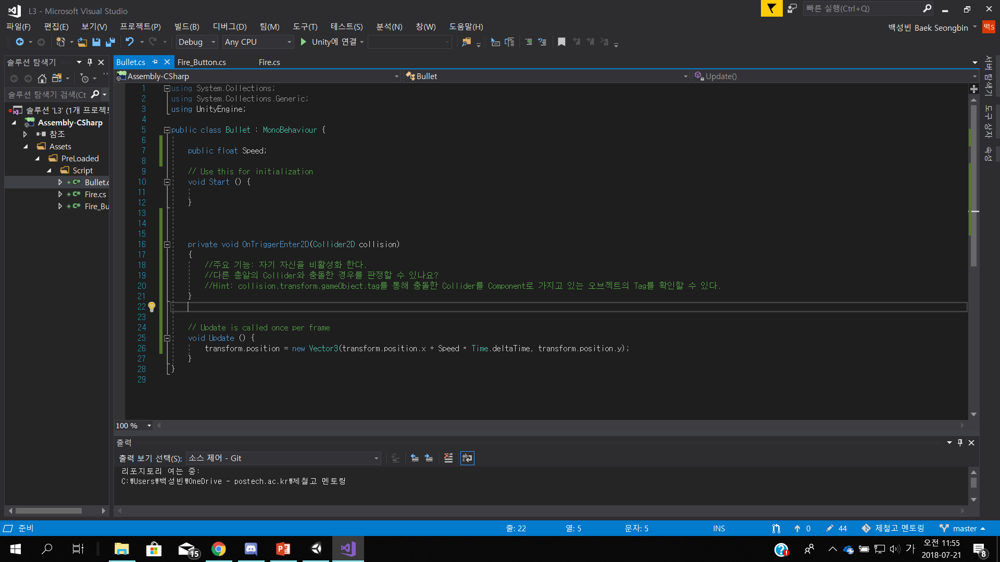 L3 - Microsoft Visual Studio
빠른 실행(Ctrl+Q)
파일(F) 편집(E) 보기(V) 프로젝트(P) 빌드(B) 디버그(D) 팀(M) 도구(T) 테스트(S) 분석(N) 창(W) 도움말(H)
백성빈 Baek Seongbin
백S
Debug Any CPU Unity에 연결
솔루션 탐색기
Bullet.cs Fire_Button.cs Fire.cs
Assembly-CSharp Bullet Update()
솔루션 탐색기 검색(Ct
솔루션 'L3' (1개 프로젝트
Assembly-CSharp
참조
Assets
PreLoaded
Script
Bullet.c
Fire.cs
Fire_Bu
1 using System.Collections;
2 using System.Collections.Generic;
3 using UnityEngine;
4
5 public class Bullet : MonoBehaviour {
6
7 public float Speed;
8
9 // Use this for initialization
10 void Start () {
11
12 }
13
14
15
16 private void OnTriggerEnter2D(Collider2D collision)
17 {
18 //주요 기능: 자기 자신을 비활성화 한다.
19 //다른 총알의 Collider와 충돌한 경우를 판정할 수 있나요?
20 //Hint: collision.transform.gameObject.tag를 통해 충돌한 Collider를 Component로 가지고 있는 오브젝트의 Tag를 확인할 수 있다.
21 }
22
23
24 // Update is called once per frame
25 void Update () {
26 transform.position = new Vector3(transform.position.x + Speed * Time.deltaTime, transform.position.y);
27 }
28 }
29
서버 탐색기
도구 상자
속성
100 %
출력
출력 보기 선택(S): 소스 제어 - Git
리포지토리 여는 중:
C:₩Users₩백성빈₩OneDrive - postech.ac.kr₩제철고 멘토링
준비 줄: 22 열: 5 문자: 5 INS 0 44 제철고 멘토링 master
15
가
오전 11:55
2018-07-21
8